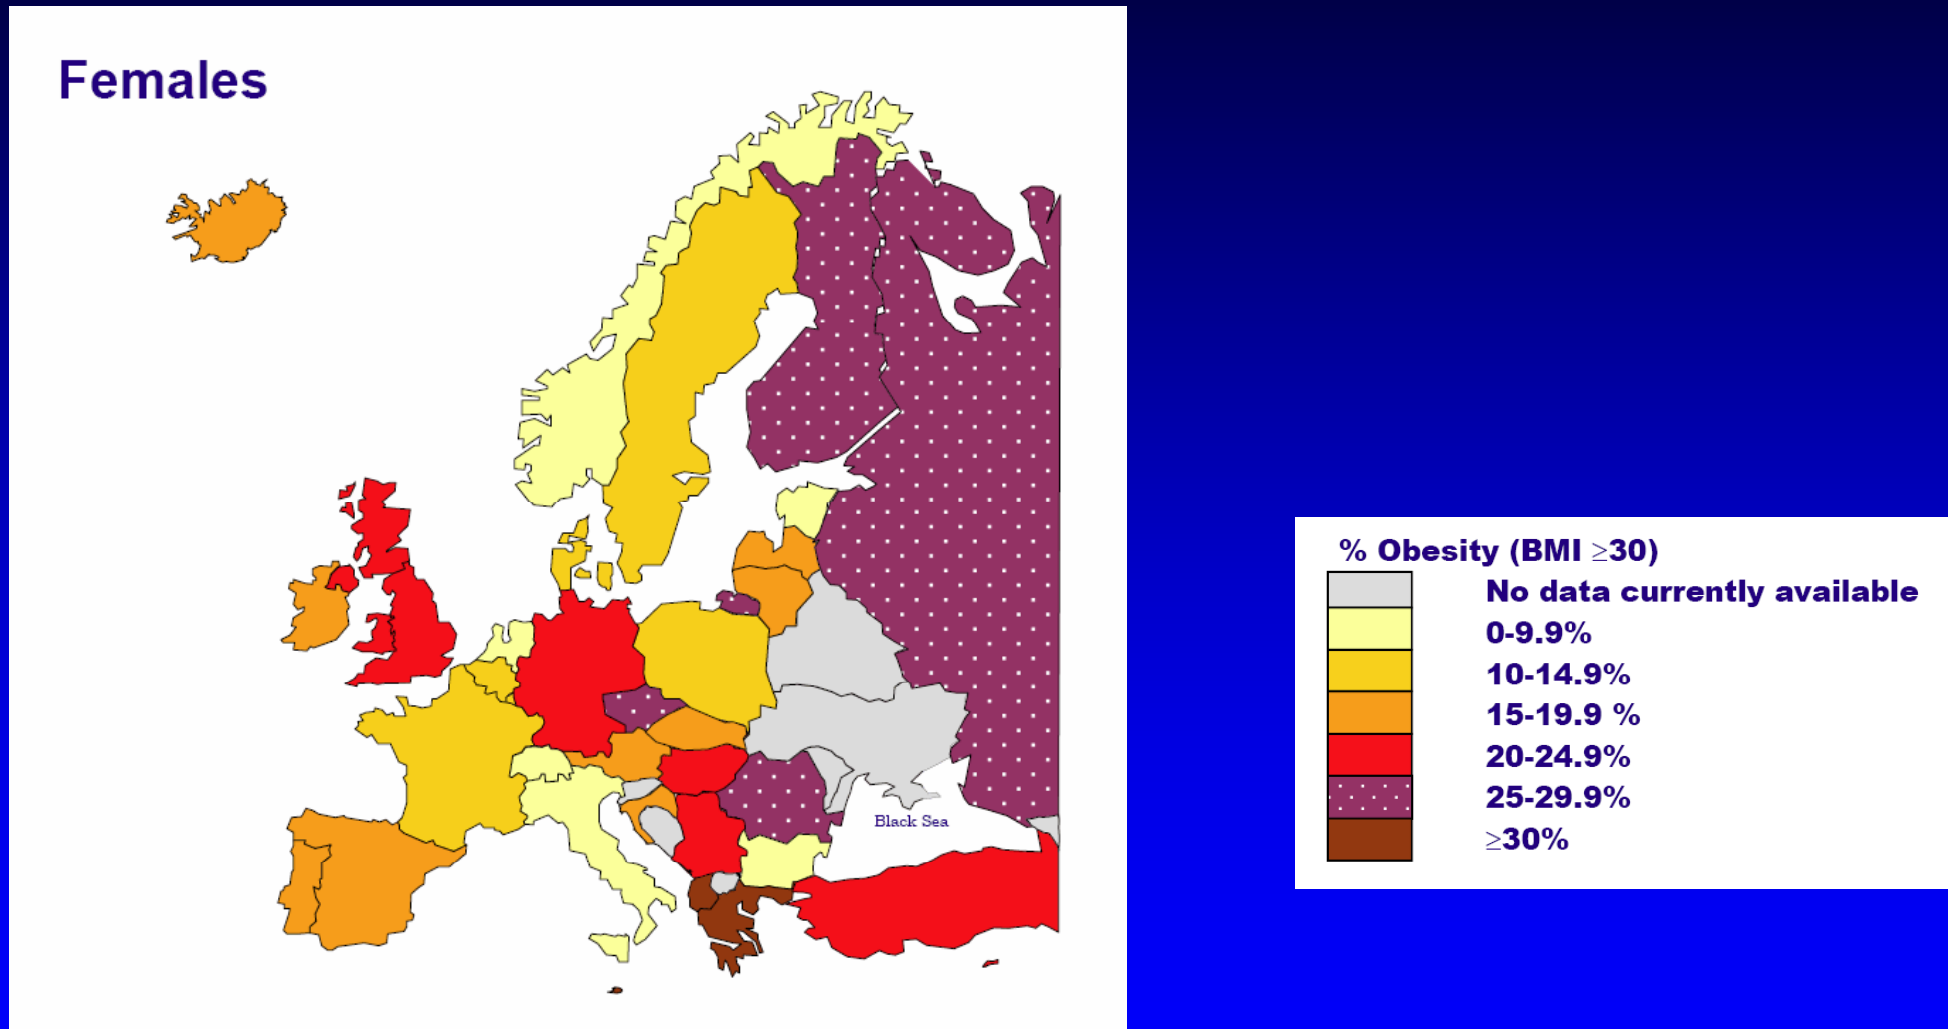 Females
Black Sea
% Obesity (BMI ≥30)
No data currently available
0-9.9%
10-14.9%
15-19.9 %
20-24.9%
25-29.9%
≥30%